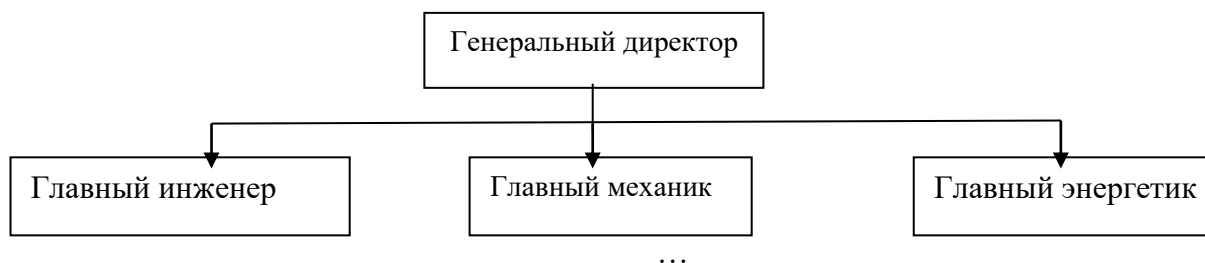 Генеральный директор
Главный инженер
Главный механик
Главный энергетик
…